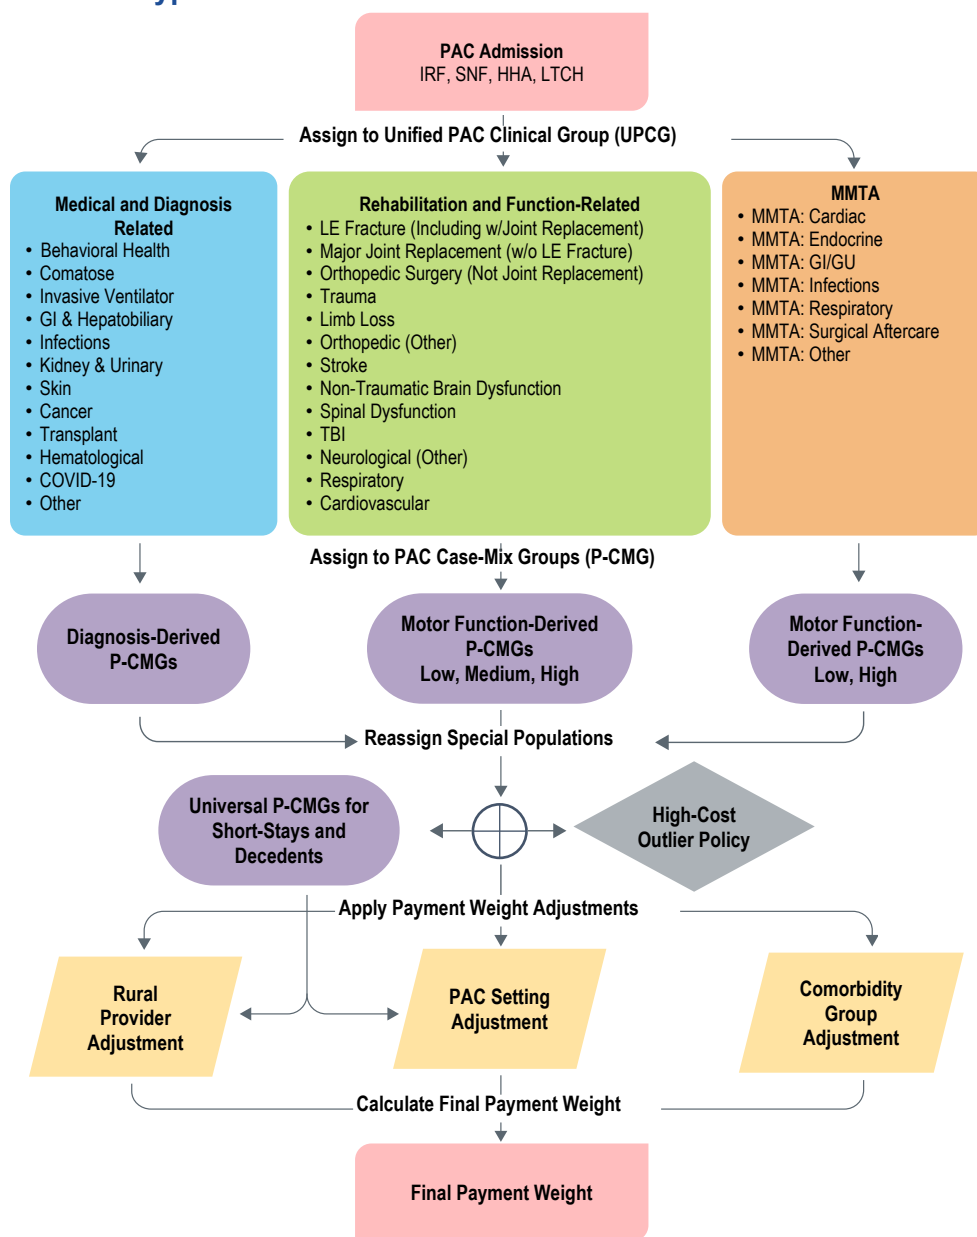 PAC Admission
IRF, SNF, HHA, LTCH
Assign to Unified PAC Clinical Group (UPCG)
Medical and Diagnosis
Related
• Behavioral Health
• Comatose
• Invasive Ventilator
• GI & Hepatobiliary
• Infections
• Kidney & Urinary
• Skin
• Cancer
• Transplant
• Hematological
• COVID-19
• Other
Rehabilitation and Function-Related
• LE Fracture (Including w/Joint Replacement)
• Major Joint Replacement (w/o LE Fracture)
• Orthopedic Surgery (Not Joint Replacement)
• Trauma
• Limb Loss
• Orthopedic (Other)
• Stroke
• Non-Traumatic Brain Dysfunction
• Spinal Dysfunction
• TBI
• Neurological (Other)
• Respiratory
• Cardiovascular
MMTA
• MMTA: Cardiac
• MMTA: Endocrine
• MMTA: GI/GU
• MMTA: Infections
• MMTA: Respiratory
• MMTA: Surgical Aftercare
• MMTA: Other
Assign to PAC Case-Mix Groups (P-CMG)
Diagnosis-Derived
P-CMGs
Motor Function-Derived
P-CMGs
Low, Medium, High
Motor Function-
Derived P-CMGs
Low, High
Reassign Special Populations
Universal P-CMGs for
Short-Stays and
Decedents
High-Cost
Outlier Policy
Apply Payment Weight Adjustments
Rural
Provider
Adjustment
PAC Setting
Adjustment
Comorbidity
Group
Adjustment
Calculate Final Payment Weight
Final Payment Weight